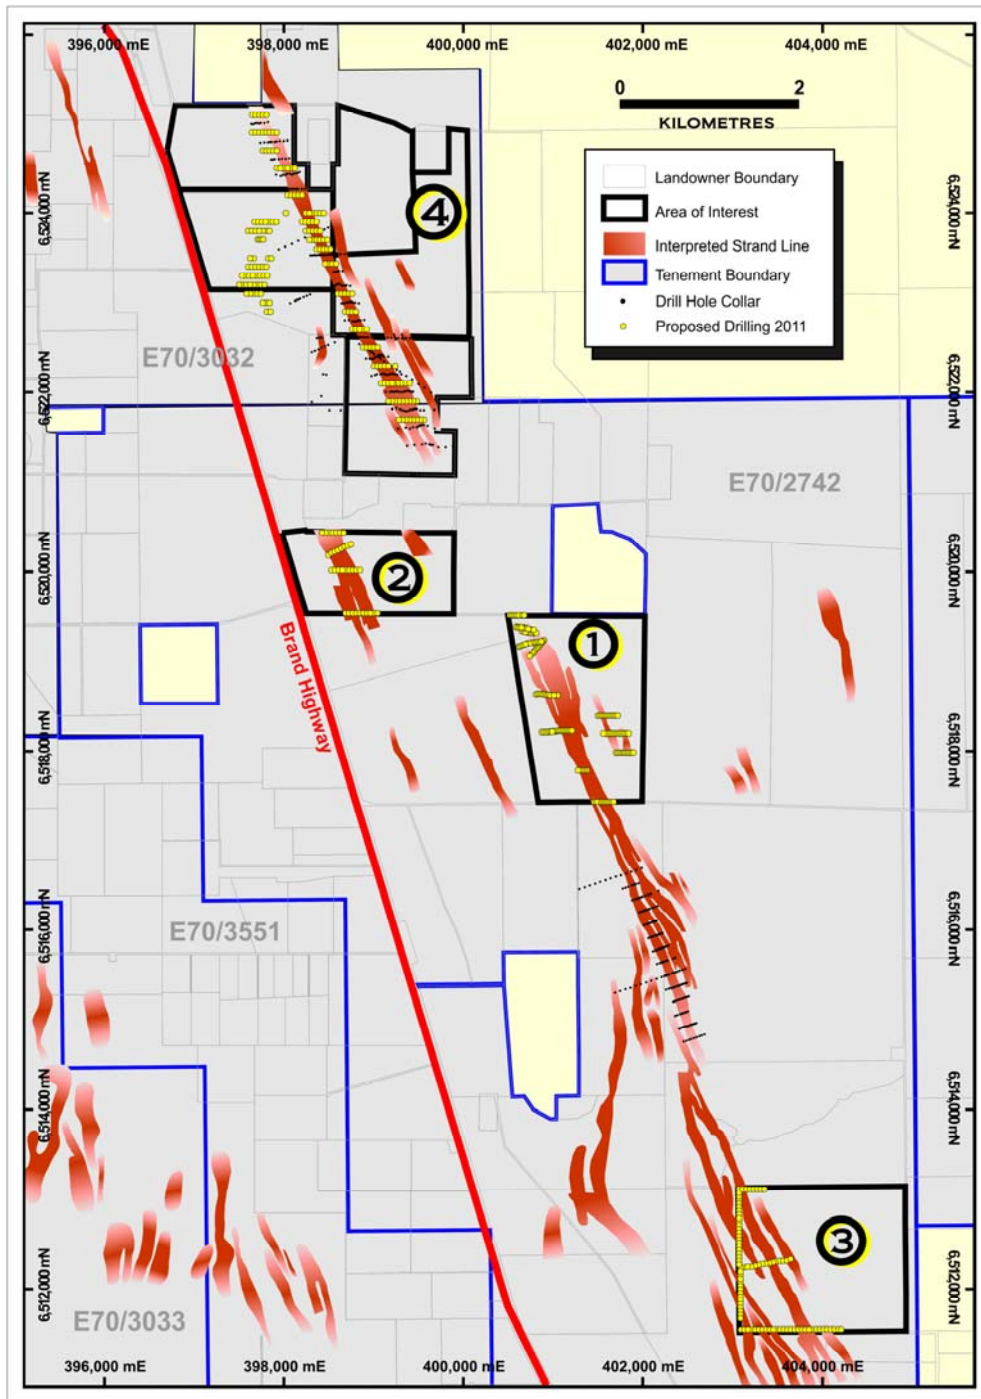 396,000 mE
398,000 mE
400,000 mE
402,000 mE
404,000 mE
0
2
KILOMETRES
Landowner Boundary
Area of Interest
Interpreted Strand Line
Tenement Boundary
Drill Hole Collar
Proposed Drilling 2011
4
6,524,000 mN
6,524,000 mN
E70/3032
6,522,000 mN
6,522,000 mN
E70/2742
2
6,520,000 mN
6,520,000 mN
1
Brand Highway
6,518,000 mN
6,518,000 mN
E70/3551
6,516,000 mN
6,516,000 mN
6,514,000 mN
6,514,000 mN
3
6,512,000 mN
6,512,000 mN
E70/3033
396,000 mE
398,000 mE
400,000 mE
402,000 mE
404,000 mE